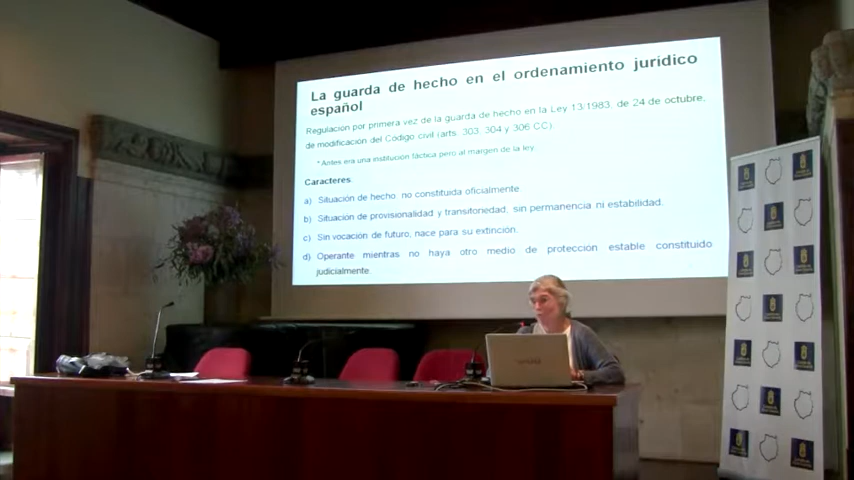 La guarda de hecho en el ordenamiento jurídico
español
Regulación por primera vez de la guarda de hecho en la Ley 13/1983, de 24 de octubre,
de modificación del Código civil (arts. 303, 304 y 306 CC).
* Antes era una institución fáctica pero al margen de la ley...
Caracteres
a) Situación de hecho, no constituida oficialmente.
b) Situación de provisionalidad y transitoriedad, sin permanencia ni estabilidad.
c) Sin vocación de futuro, nace para su extinción.
d) Operante mientras no haya otro medio de protección estable constituido
judicialmente.